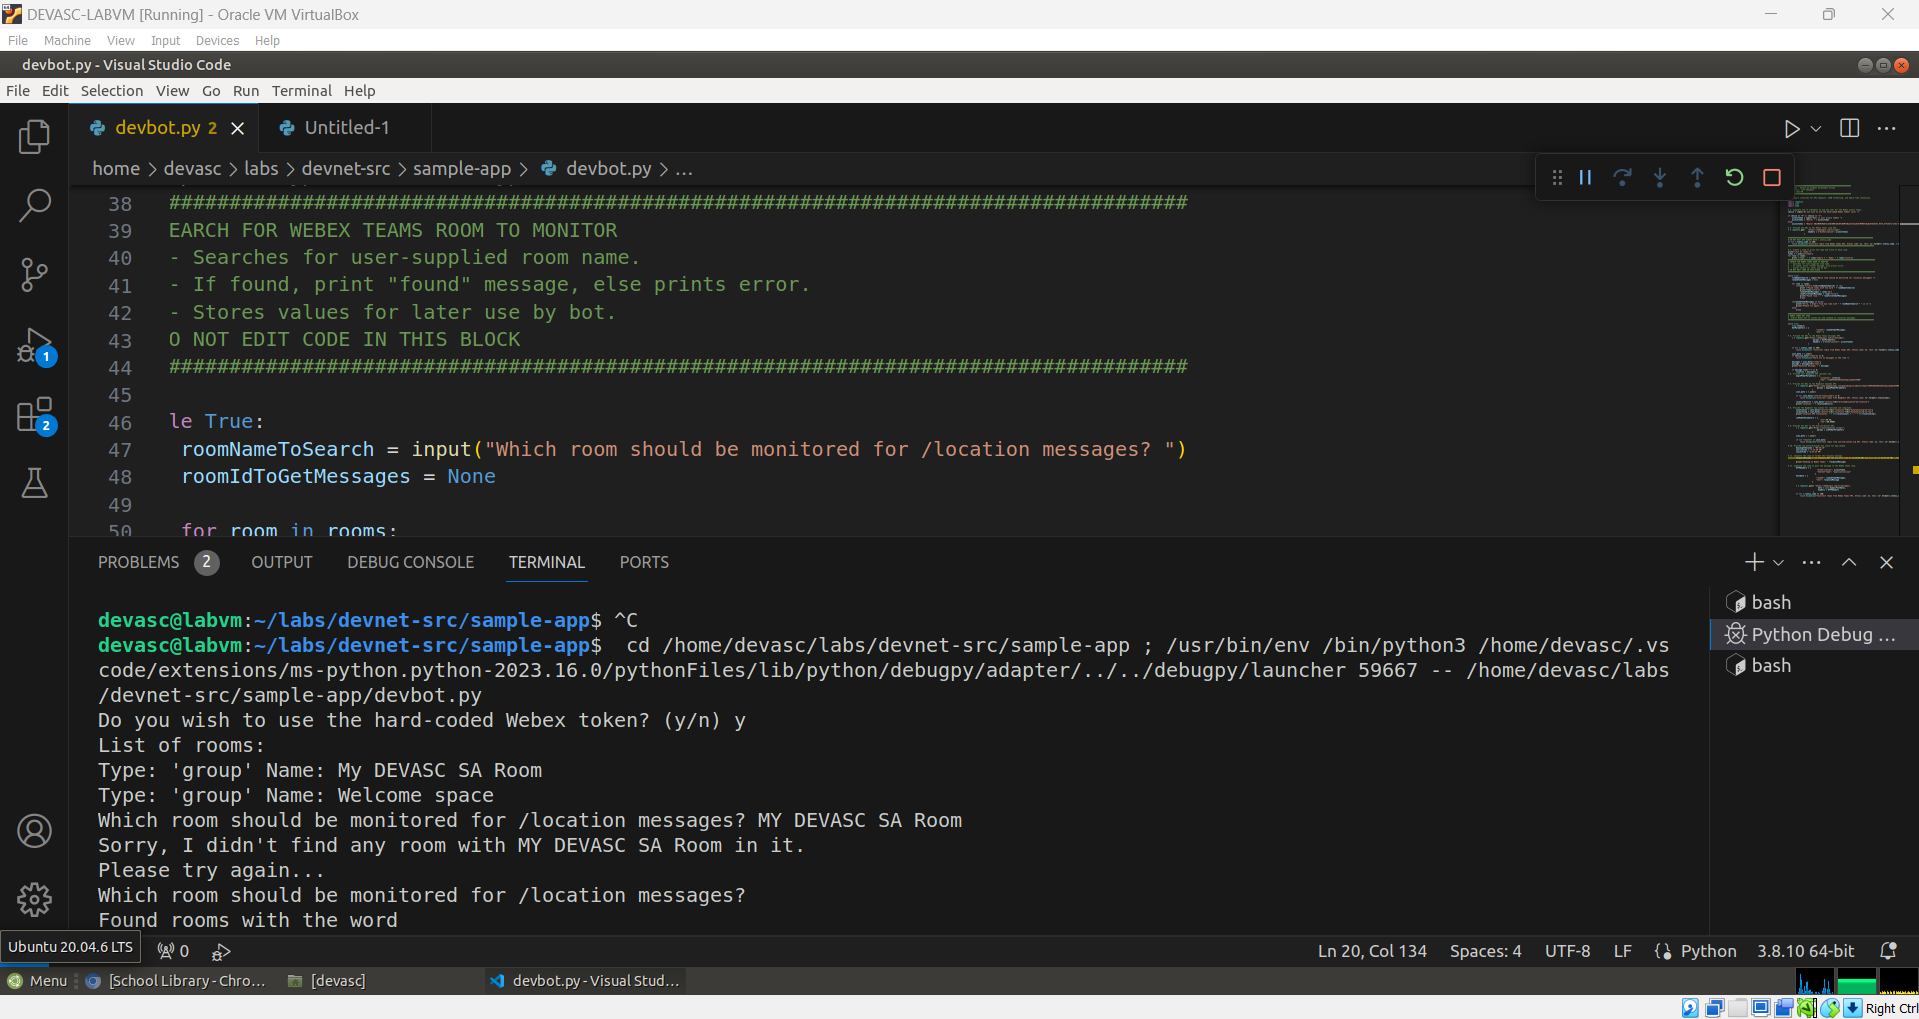 DEVASC-LABVM [Running] - Oracle VM VirtualBox
File Machine View Input Devices Help
devbot.py - Visual Studio Code
File Edit Selection View Go Run Terminal Help
devbot.py 2 Untitled-1
home > devasc > labs > devnet-src > sample-app > devbot.py > ...
38 #####################################################################################
39 EARCH FOR WEBEX TEAMS ROOM TO MONITOR
40 - Searches for user-supplied room name.
41 - If found, print "found" message, else prints error.
42 - Stores values for later use by bot.
43 O NOT EDIT CODE IN THIS BLOCK
44 #####################################################################################
45
46 le True:
47 roomNameToSearch = input("Which room should be monitored for /location messages? ")
48 roomIdToGetMessages = None
49
50 for room in rooms:
PROBLEMS 2 OUTPUT DEBUG CONSOLE TERMINAL PORTS
devasc@labvm:~/labs/devnet-src/sample-app$ ^C
devasc@labvm:~/labs/devnet-src/sample-app$ cd /home/devasc/labs/devnet-src/sample-app ; /usr/bin/env /bin/python3 /home/devasc/.vs
code/extensions/ms-python.python-2023.16.0/pythonFiles/lib/python/debugpy/adapter/../../debugpy/launcher 59667 -- /home/devasc/labs
/devnet-src/sample-app/devbot.py
Do you wish to use the hard-coded Webex token? (y/n) y
List of rooms:
Type: 'group' Name: My DEVASC SA Room
Type: 'group' Name: Welcome space
Which room should be monitored for /location messages? MY DEVASC SA Room
Sorry, I didn't find any room with MY DEVASC SA Room in it.
Please try again...
Which room should be monitored for /location messages?
Found rooms with the word
bash
Python Debug ...
bash
1
2
Ubuntu 20.04.6 LTS
0
Ln 20, Col 134 Spaces: 4 UTF-8 LF Python 3.8.10 64-bit
Menu [School Library - Chro... [devasc] devbot.py - Visual Stud...
Right Ctrl